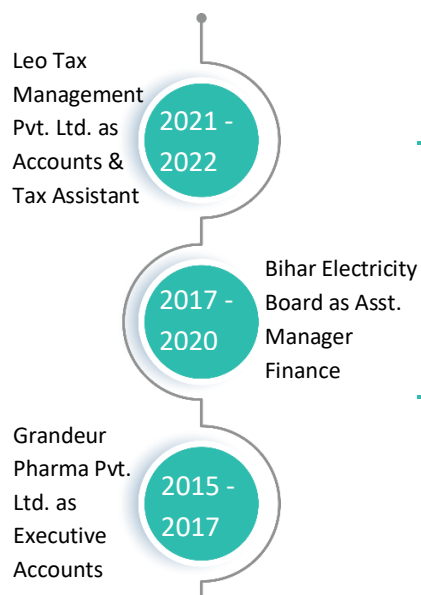 Leo Tax
Management
Pvt. Ltd. as
Accounts &
Tax Assistant
2021 -
2022
Bihar Electricity
Board as Asst.
Manager
Finance
2017 -
2020
Grandeur
Pharma Pvt.
Ltd. as
Executive
Accounts
2015 -
2017